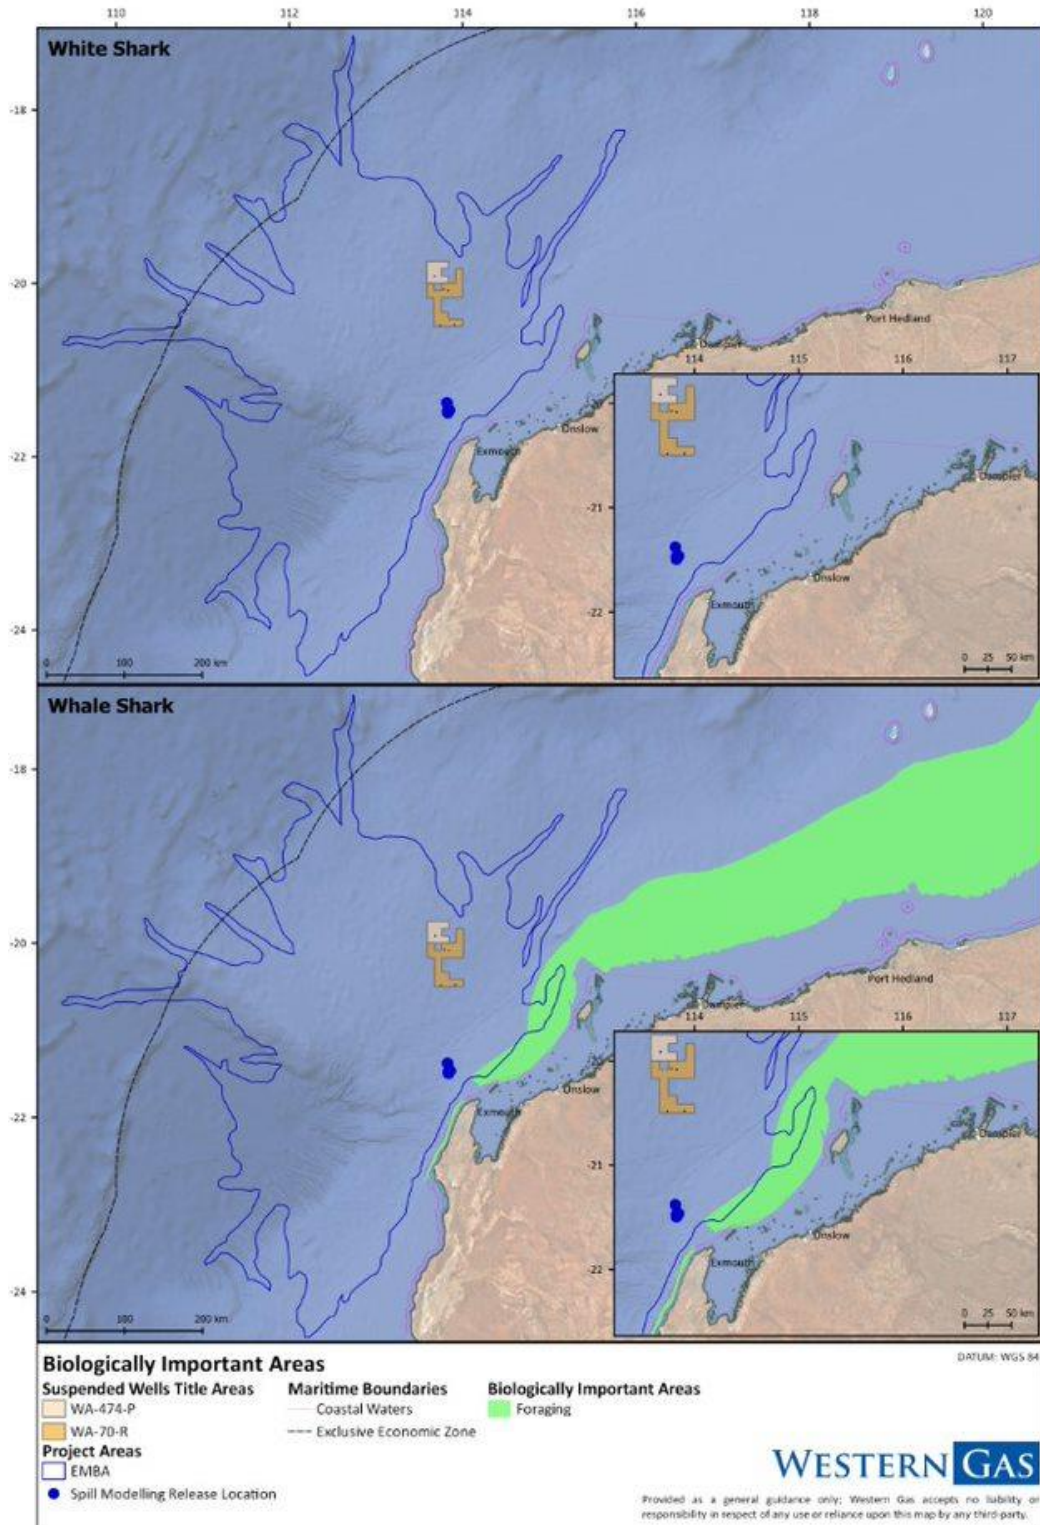 110 112 114 116 118 120
White Shark
-18
-20
-22
-24
Port Hedland
Dampier
Onslow
Exmouth
0 100 200 km
114 115 116 117
-21
-22
Dampier
Onslow
Exmouth
0 25 50 km
Whale Shark
-18
-20
-22
-24
Port Hedland
Dampier
Onslow
Exmouth
0 100 200 km
114 115 116 117
-21
-22
Dampier
Onslow
Exmouth
0 25 50 km
Biologically Important Areas
DATUM: WGS 84
Suspended Wells Title Areas
WA-474-P
WA-70-R
Project Areas
EMBA
Spill Modelling Release Location
Maritime Boundaries
Coastal Waters
Exclusive Economic Zone
Biologically Important Areas
Foraging
WESTERN GAS
Provided as a general guidance only; Western Gas accepts no liability or
responsibility in respect of any use or reliance upon this map by any third-party.